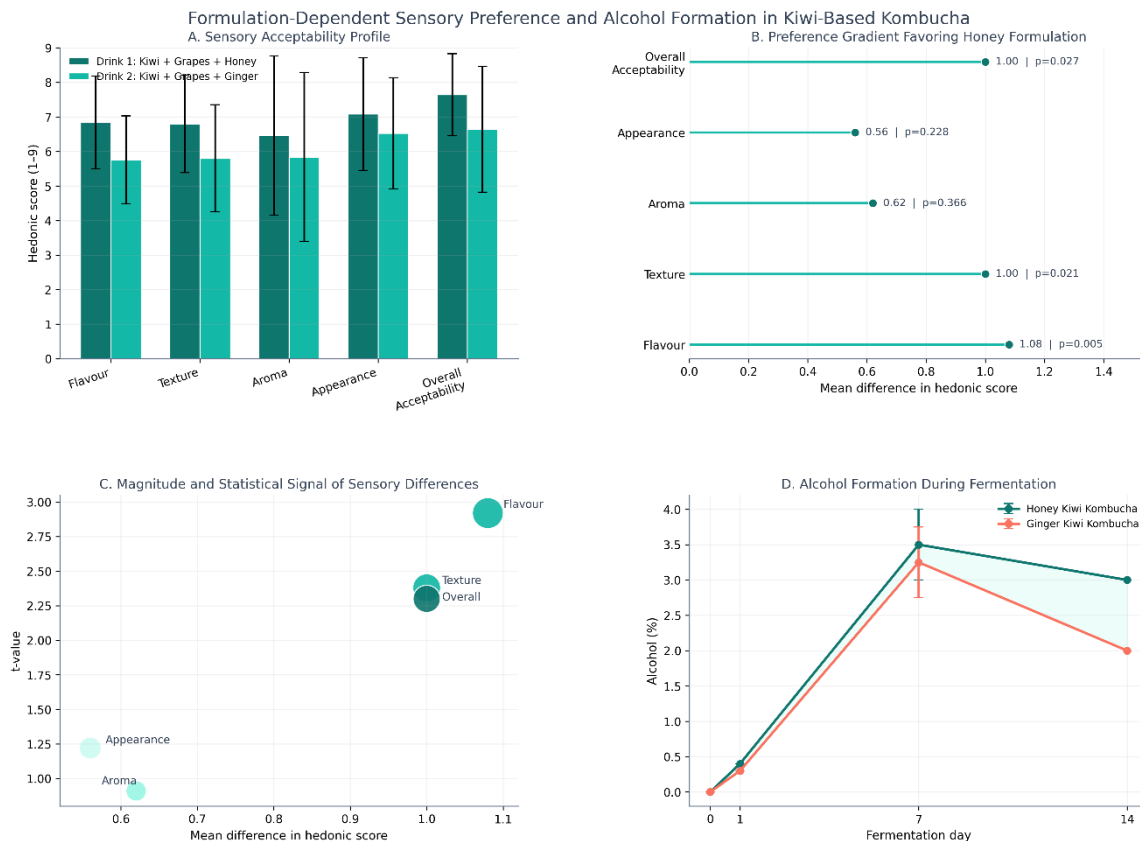 Formulation-Dependent Sensory Preference and Alcohol Formation in Kiwi-Based Kombucha
A. Sensory Acceptability Profile
Hedonic score (1–9)
9
8
7
6
5
4
3
2
1
0
Drink 1: Kiwi + Grapes + Honey
Drink 2: Kiwi + Grapes + Ginger
Flavour
Texture
Aroma
Appearance
Overall
Acceptability
B. Preference Gradient Favoring Honey Formulation
Overall
Acceptability
1.00 | p=0.027
Appearance
0.56 | p=0.228
Aroma
0.62 | p=0.366
Texture
1.00 | p=0.021
Flavour
1.08 | p=0.005
0.0 0.2 0.4 0.6 0.8 1.0 1.2 1.4
Mean difference in hedonic score
C. Magnitude and Statistical Signal of Sensory Differences
t-value
3.00
2.75
2.50
2.25
2.00
1.75
1.50
1.25
1.00
Flavour
Texture
Overall
Appearance
Aroma
0.6 0.7 0.8 0.9 1.0 1.1
Mean difference in hedonic score
D. Alcohol Formation During Fermentation
Alcohol (%)
4.0
3.5
3.0
2.5
2.0
1.5
1.0
0.5
0.0
Honey Kiwi Kombucha
Ginger Kiwi Kombucha
0 1 7 14
Fermentation day